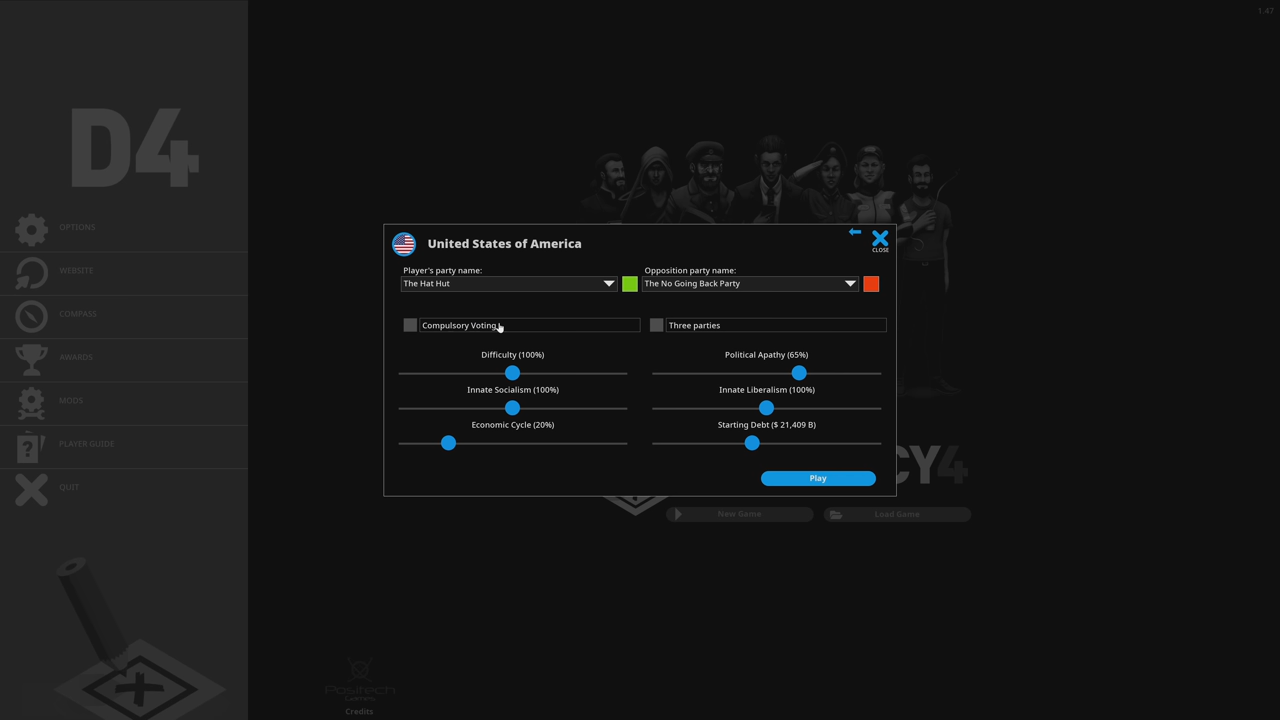 1.47
D4
OPTIONS
WEBSITE
COMPASS
AWARDS
MODS
PLAYER GUIDE
QUIT
United States of America
CLOSE
Player's party name:
Opposition party name:
The Hat Hut
The No Going Back Party
Compulsory Voting
Three parties
Difficulty (100%)
Political Apathy (65%)
Innate Socialism (100%)
Innate Liberalism (100%)
Economic Cycle (20%)
Starting Debt ($ 21,409 B)
Play
CY4
New Game
Load Game
Positech
Games
Credits